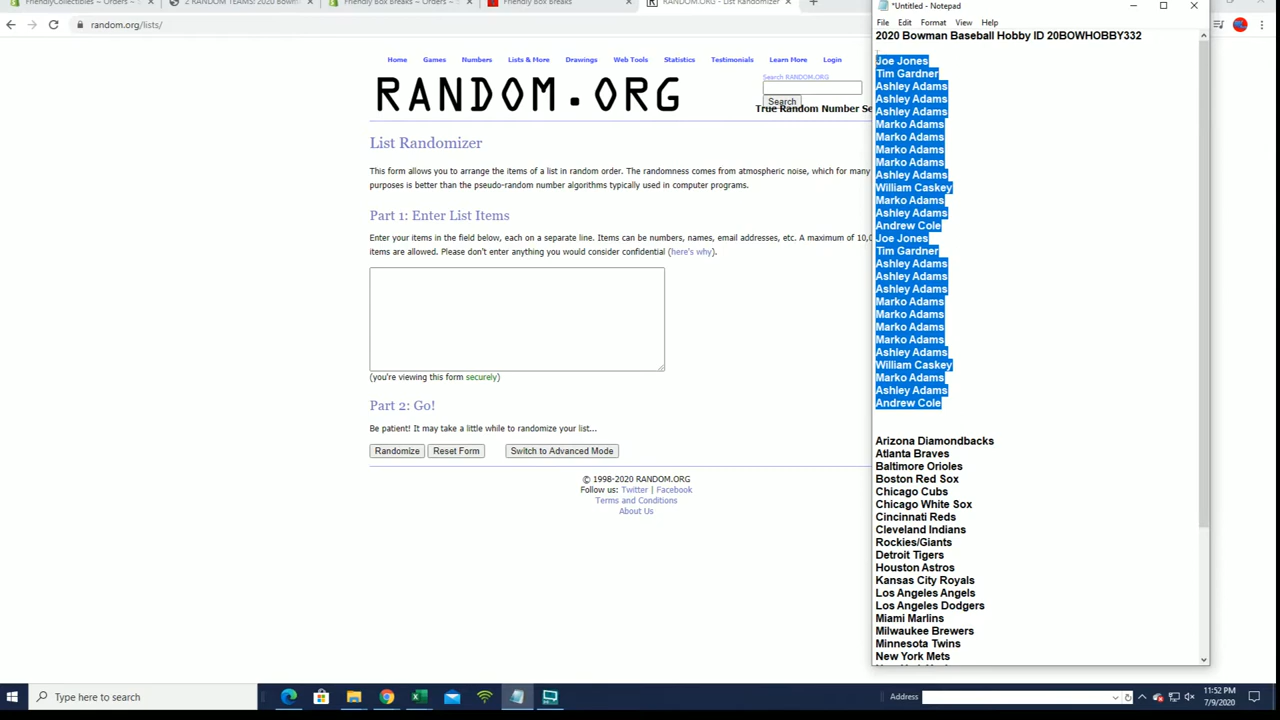 FriendlyCollectibles – Orders –
2 RANDOM TEAMS! 2020 Bowm
Friendly Box Breaks – Orders –
Friendly Box Breaks
RANDOM.ORG - List Randomizer
random.org/lists/
Home Games Numbers Lists & More Drawings Web Tools Statistics Testimonials Learn More Login
RANDOM.ORG
Search RANDOM.ORG
Search
True Random Number Se
List Randomizer
This form allows you to arrange the items of a list in random order. The randomness comes from atmospheric noise, which for many
purposes is better than the pseudo-random number algorithms typically used in computer programs.
Part 1: Enter List Items
Enter your items in the field below, each on a separate line. Items can be numbers, names, email addresses, etc. A maximum of 10,0
items are allowed. Please don't enter anything you would consider confidential (here's why).
(you're viewing this form securely)
Part 2: Go!
Be patient! It may take a little while to randomize your list...
Randomize Reset Form Switch to Advanced Mode
© 1998-2020 RANDOM.ORG
Follow us: Twitter | Facebook
Terms and Conditions
About Us
*Untitled - Notepad
File Edit Format View Help
2020 Bowman Baseball Hobby ID 20BOWHOBBY332
Joe Jones
Tim Gardner
Ashley Adams
Ashley Adams
Ashley Adams
Marko Adams
Marko Adams
Marko Adams
Marko Adams
Ashley Adams
William Caskey
Marko Adams
Ashley Adams
Andrew Cole
Joe Jones
Tim Gardner
Ashley Adams
Ashley Adams
Ashley Adams
Marko Adams
Marko Adams
Marko Adams
Marko Adams
Ashley Adams
William Caskey
Marko Adams
Ashley Adams
Andrew Cole
Arizona Diamondbacks
Atlanta Braves
Baltimore Orioles
Boston Red Sox
Chicago Cubs
Chicago White Sox
Cincinnati Reds
Cleveland Indians
Rockies/Giants
Detroit Tigers
Houston Astros
Kansas City Royals
Los Angeles Angels
Los Angeles Dodgers
Miami Marlins
Milwaukee Brewers
Minnesota Twins
New York Mets
Type here to search
Address
11:52 PM
7/9/2020